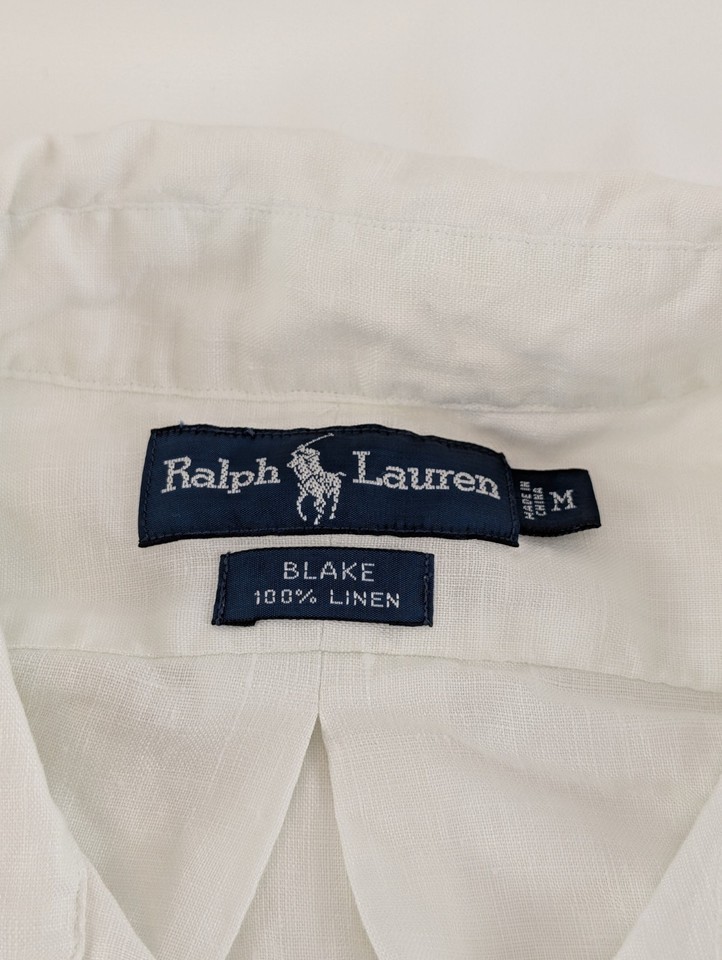 Ralph Lauren
MADE IN
CHINA
M
BLAKE
100% LINEN